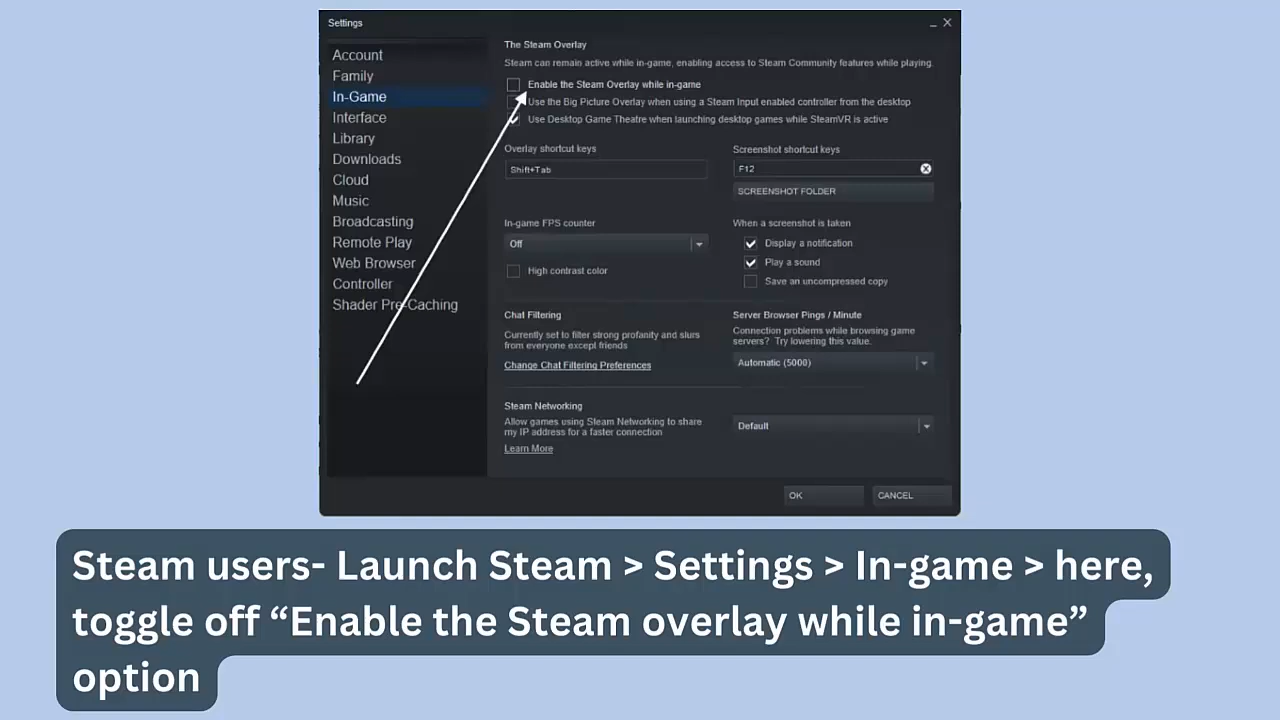 Settings
Account
Family
In-Game
Interface
Library
Downloads
Cloud
Music
Broadcasting
Remote Play
Web Browser
Controller
Shader Pre-Caching
The Steam Overlay
Steam can remain active while in-game, enabling access to Steam Community features while playing.
Enable the Steam Overlay while in-game
Use the Big Picture Overlay when using a Steam Input enabled controller from the desktop
Use Desktop Game Theatre when launching desktop games while SteamVR is active
Overlay shortcut keys
Shift+Tab
Screenshot shortcut keys
F12
SCREENSHOT FOLDER
In-game FPS counter
Off
High contrast color
When a screenshot is taken
Display a notification
Play a sound
Save an uncompressed copy
Chat Filtering
Currently set to filter strong profanity and slurs
from everyone except friends
Change Chat Filtering Preferences
Server Browser Pings / Minute
Connection problems while browsing game
servers? Try lowering this value.
Automatic (5000)
Steam Networking
Allow games using Steam Networking to share
my IP address for a faster connection
Learn More
Default
OK
CANCEL
Steam users- Launch Steam > Settings > In-game > here,
toggle off “Enable the Steam overlay while in-game”
option